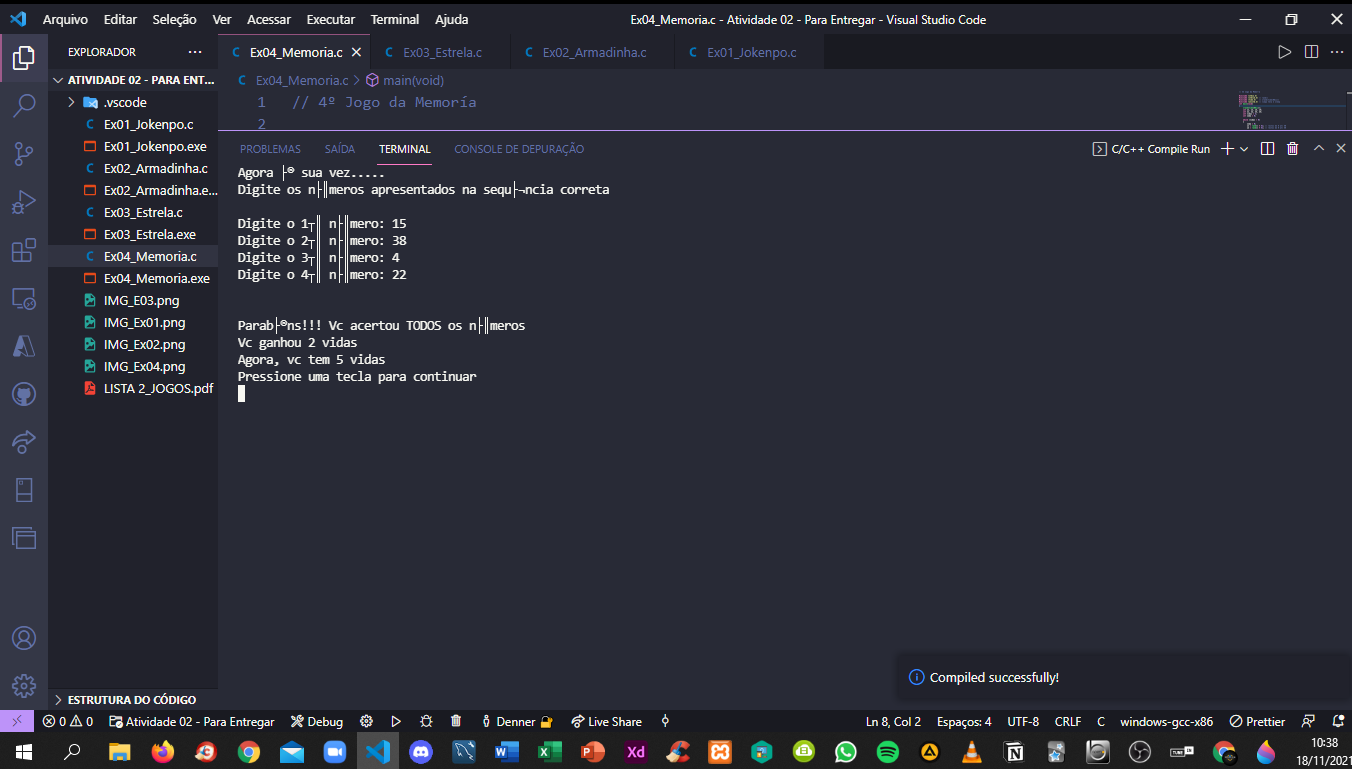 Arquivo Editar Seleção Ver Acessar Executar Terminal Ajuda
Ex04_Memoria.c - Atividade 02 - Para Entregar - Visual Studio Code
EXPLORADOR
Ex04_Memoria.c Ex03_Estrela.c Ex02_Armadinha.c Ex01_Jokenpo.c
ATIVIDADE 02 - PARA ENT...
.vscode
Ex01_Jokenpo.c
Ex01_Jokenpo.exe
Ex02_Armadinha.c
Ex02_Armadinha.e...
Ex03_Estrela.c
Ex03_Estrela.exe
Ex04_Memoria.c
Ex04_Memoria.exe
IMG_E03.png
IMG_Ex01.png
IMG_Ex02.png
IMG_Ex04.png
LISTA 2_JOGOS.pdf
ESTRUTURA DO CÓDIGO
Ex04_Memoria.c > main(void)
1 // 4º Jogo da Memoría
2
PROBLEMAS SAÍDA TERMINAL CONSOLE DE DEPURAÇÃO
C/C++ Compile Run
Agora ├® sua vez.....
Digite os n├║meros apresentados na sequ├¬ncia correta
Digite o 1┬║ n├║mero: 15
Digite o 2┬║ n├║mero: 38
Digite o 3┬║ n├║mero: 4
Digite o 4┬║ n├║mero: 22
Parab├®ns!!! Vc acertou TODOS os n├║meros
Vc ganhou 2 vidas
Agora, vc tem 5 vidas
Pressione uma tecla para continuar
Compiled successfully!
0 0 Atividade 02 - Para Entregar Debug Denner Live Share
Ln 8, Col 2 Espaços: 4 UTF-8 CRLF C windows-gcc-x86 Prettier
10:38
18/11/2021